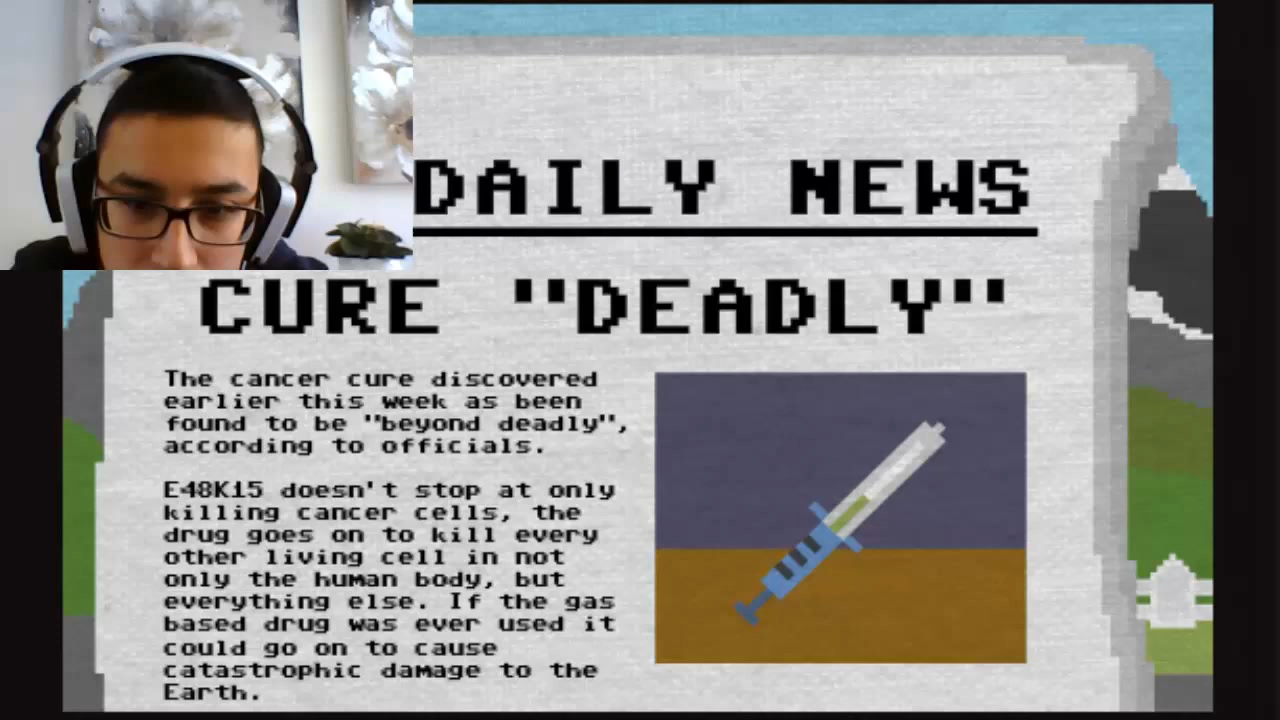 DAILY NEWS
CURE "DEADLY"
The cancer cure discovered
earlier this week as been
found to be "beyond deadly",
according to officials.
E48K15 doesn't stop at only
killing cancer cells, the
drug goes on to kill every
other living cell in not
only the human body, but
everything else. If the gas
based drug was ever used it
could go on to cause
catastrophic damage to the
Earth.